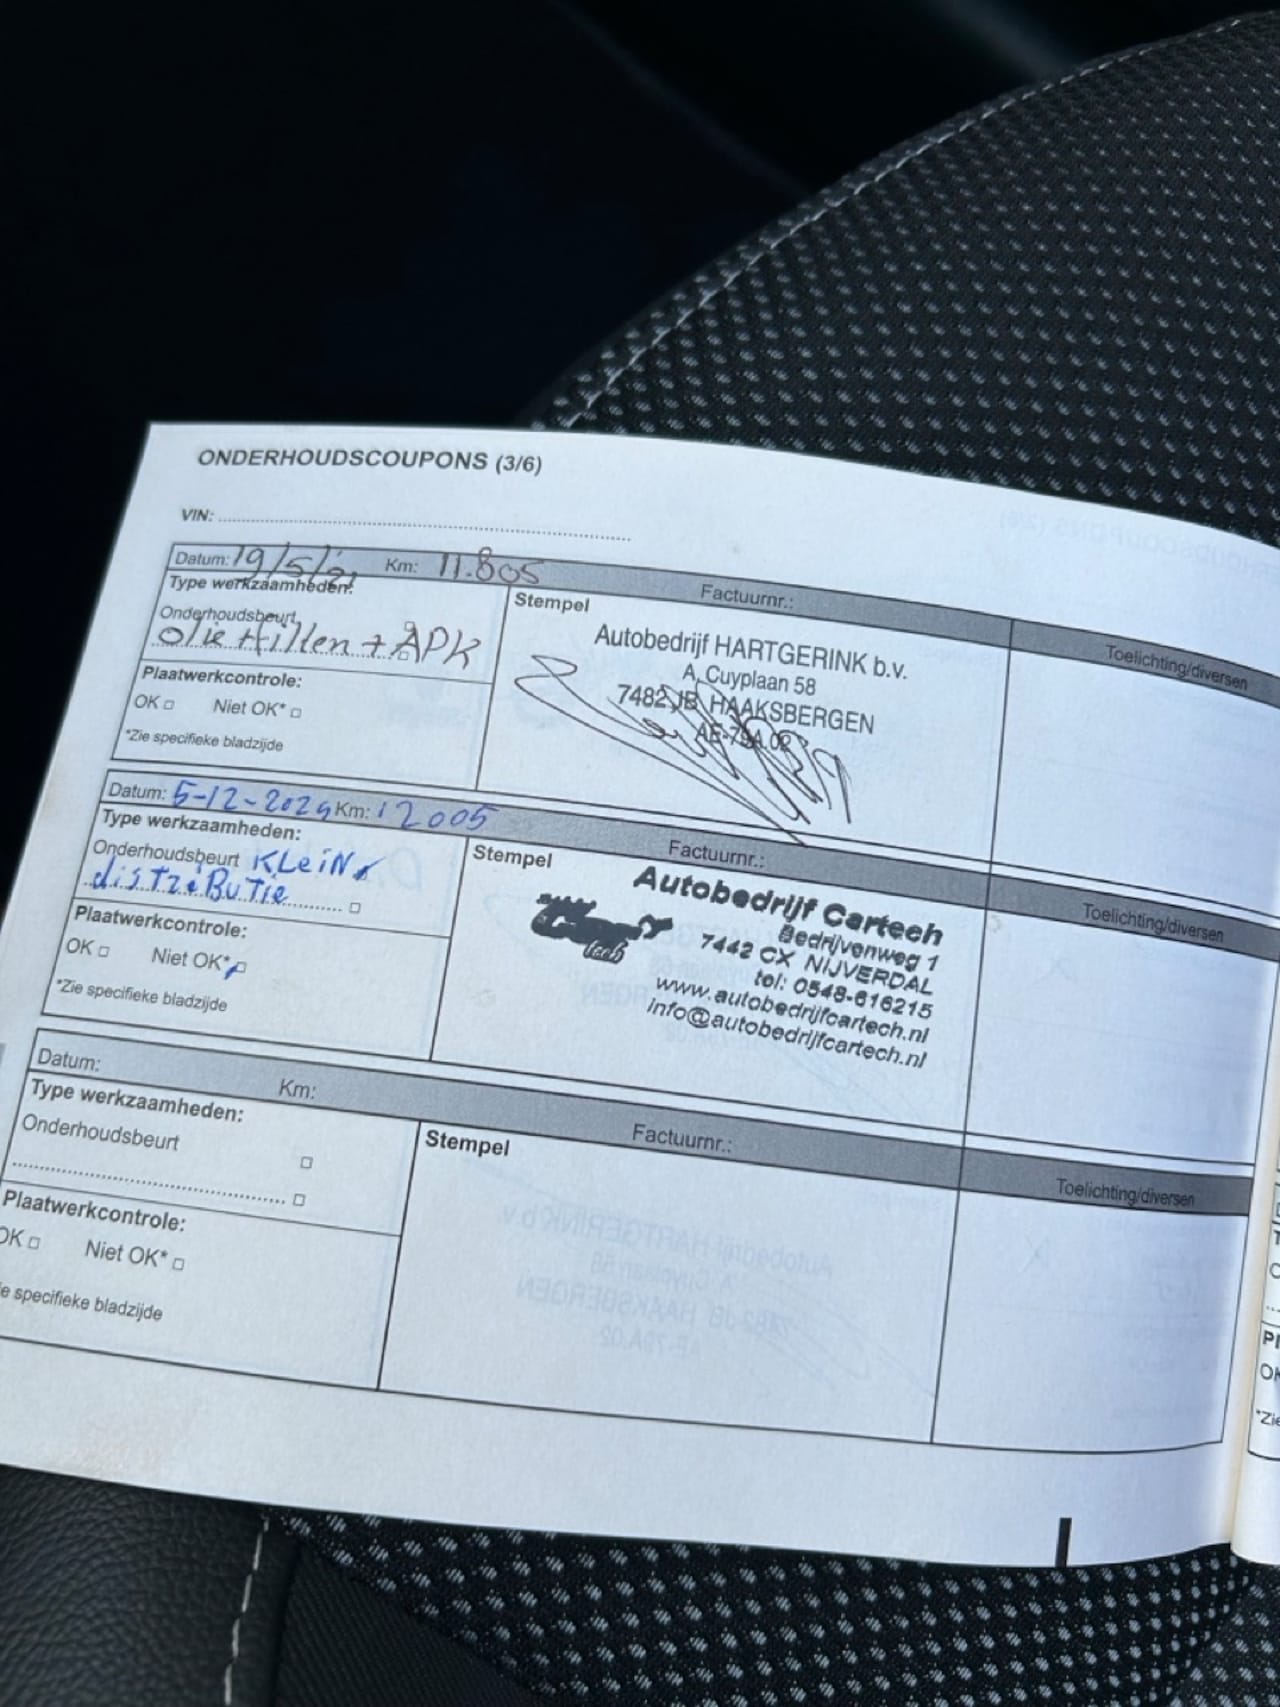 ONDERHOUDSCOUPONS (3/6)
VIN:
Datum: 19/5/21 Km: 11.805 Factuurnr.: Toelichting/diversen
Type werkzaamheden:
Onderhoudsbeurt
Olie + filter + APK
Plaatwerkcontrole:
OK Niet OK*
*Zie specifieke bladzijde
Stempel
Autobedrijf HARTGERINK b.v.
A. Cuyplaan 58
7482 JB HAAKSBERGEN
AF-79A.02
Datum: 5-12-2024 Km: 12005 Factuurnr.: Toelichting/diversen
Type werkzaamheden:
Onderhoudsbeurt KLeiN
distriButie
Plaatwerkcontrole:
OK Niet OK*
*Zie specifieke bladzijde
Stempel
tech
Autobedrijf Cartech
Bedrijvenweg 1
7442 CX NIJVERDAL
tel: 0548-616215
www.autobedrijfcartech.nl
info@autobedrijfcartech.nl
Datum: Km: Factuurnr.: Toelichting/diversen
Type werkzaamheden:
Onderhoudsbeurt
Plaatwerkcontrole:
OK Niet OK*
e specifieke bladzijde
Stempel